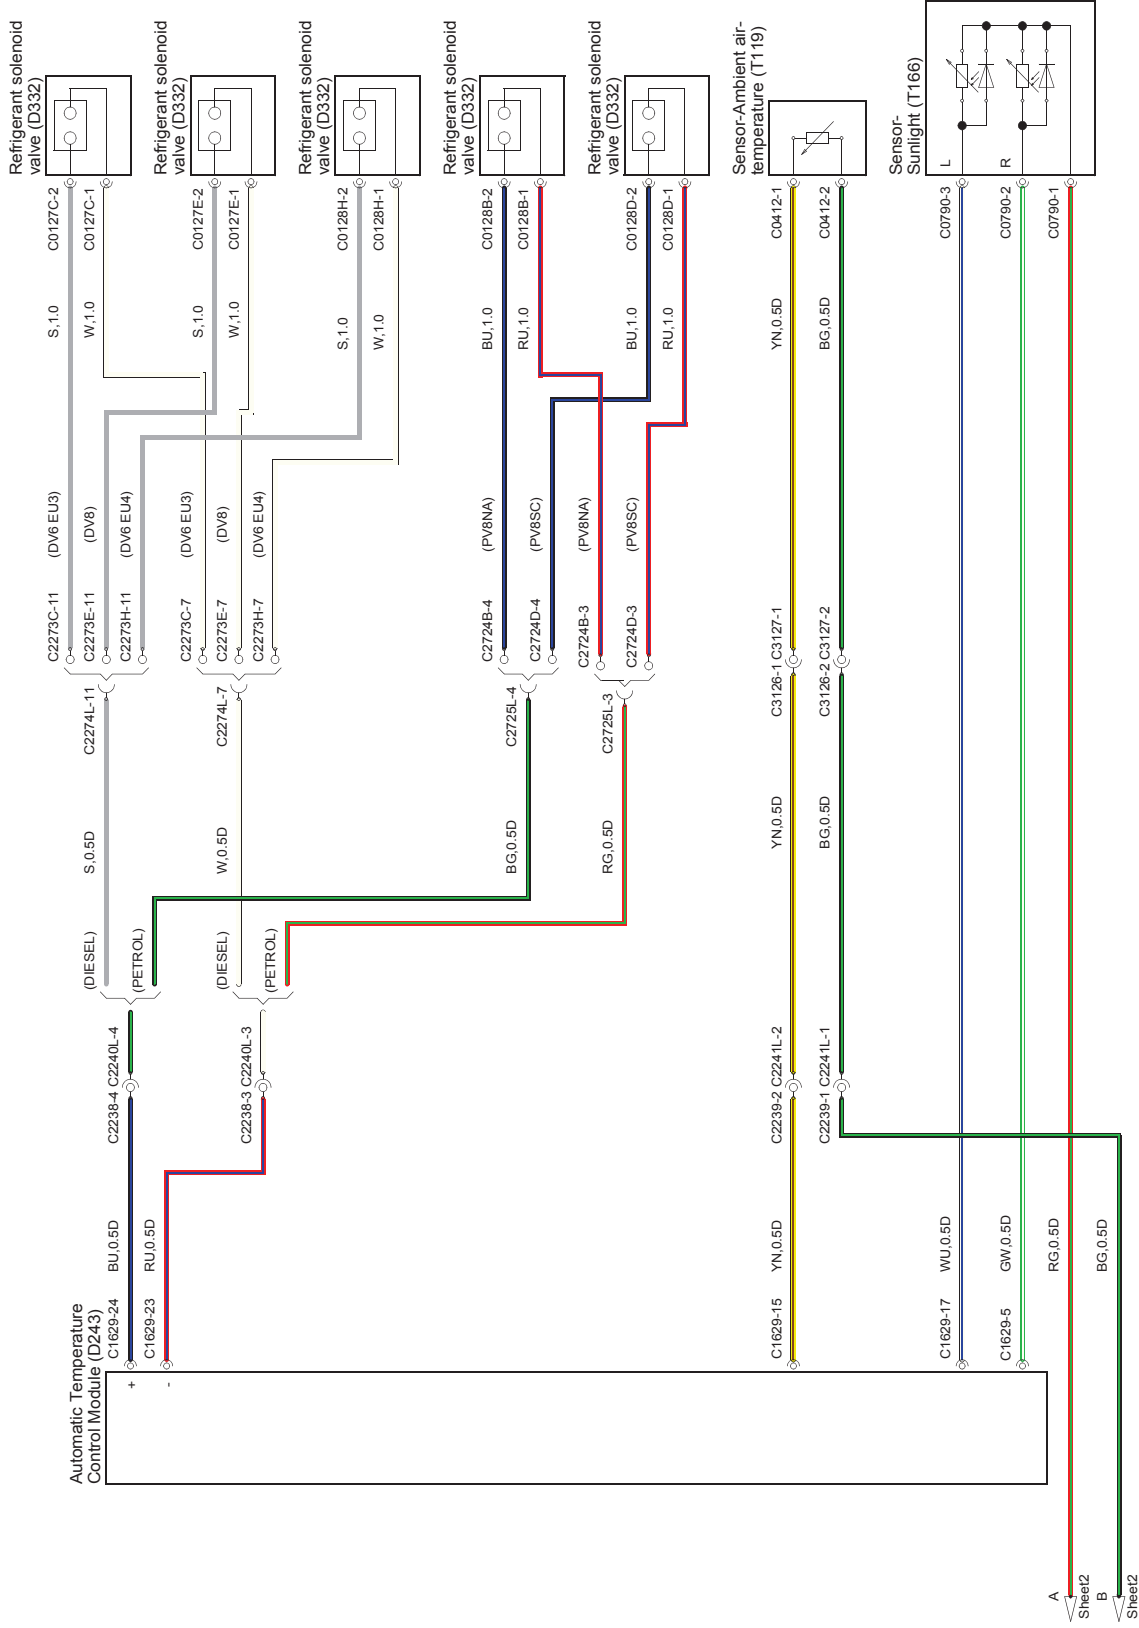 Refrigerant solenoid
valve (D332)
Refrigerant solenoid
valve (D332)
Refrigerant solenoid
valve (D332)
Refrigerant solenoid
valve (D332)
Refrigerant solenoid
valve (D332)
Sensor-Ambient air-
temperature (T119)
Sensor-
Sunlight (T166)
L
R
C0127C-2
C0127C-1
C0127E-2
C0127E-1
C0128H-2
C0128H-1
C0128B-2
C0128B-1
C0128D-2
C0128D-1
C0412-1
C0412-2
C0790-3
C0790-2
C0790-1
S,1.0
W,1.0
S,1.0
W,1.0
S,1.0
W,1.0
BU,1.0
RU,1.0
BU,1.0
RU,1.0
YN,0.5D
BG,0.5D
(DV6 EU3)
(DV8)
(DV6 EU4)
(DV6 EU3)
(DV8)
(DV6 EU4)
(PV8NA)
(PV8SC)
(PV8NA)
(PV8SC)
C2273C-11
C2273E-11
C2273H-11
C2273C-7
C2273E-7
C2273H-7
C2724B-4
C2724D-4
C2724B-3
C2724D-3
C3127-1
C3127-2
C2274L-11
C2274L-7
C2725L-4
C2725L-3
C3126-1
C3126-2
S,0.5D
W,0.5D
BG,0.5D
RG,0.5D
YN,0.5D
BG,0.5D
(DIESEL)
(PETROL)
(DIESEL)
(PETROL)
C2240L-4
C2240L-3
C2241L-2
C2241L-1
C2238-4
C2238-3
C2239-2
C2239-1
BU,0.5D
RU,0.5D
YN,0.5D
WU,0.5D
GW,0.5D
RG,0.5D
BG,0.5D
C1629-24
C1629-23
C1629-15
C1629-17
C1629-5
Automatic Temperature
Control Module (D243)
+
-
A
Sheet2
B
Sheet2